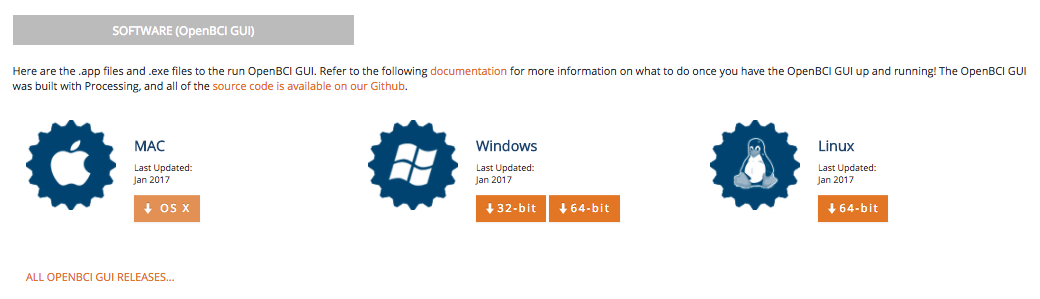 SOFTWARE (OpenBCI GUI)
Here are the .app files and .exe files to the run OpenBCI GUI. Refer to the following documentation for more information on what to do once you have the OpenBCI GUI up and running! The OpenBCI GUI
was built with Processing, and all of the source code is available on our Github.
MAC
Last Updated:
Jan 2017
OS X
Windows
Last Updated:
Jan 2017
32-bit 64-bit
Linux
Last Updated:
Jan 2017
64-bit
ALL OPENBCI GUI RELEASES...